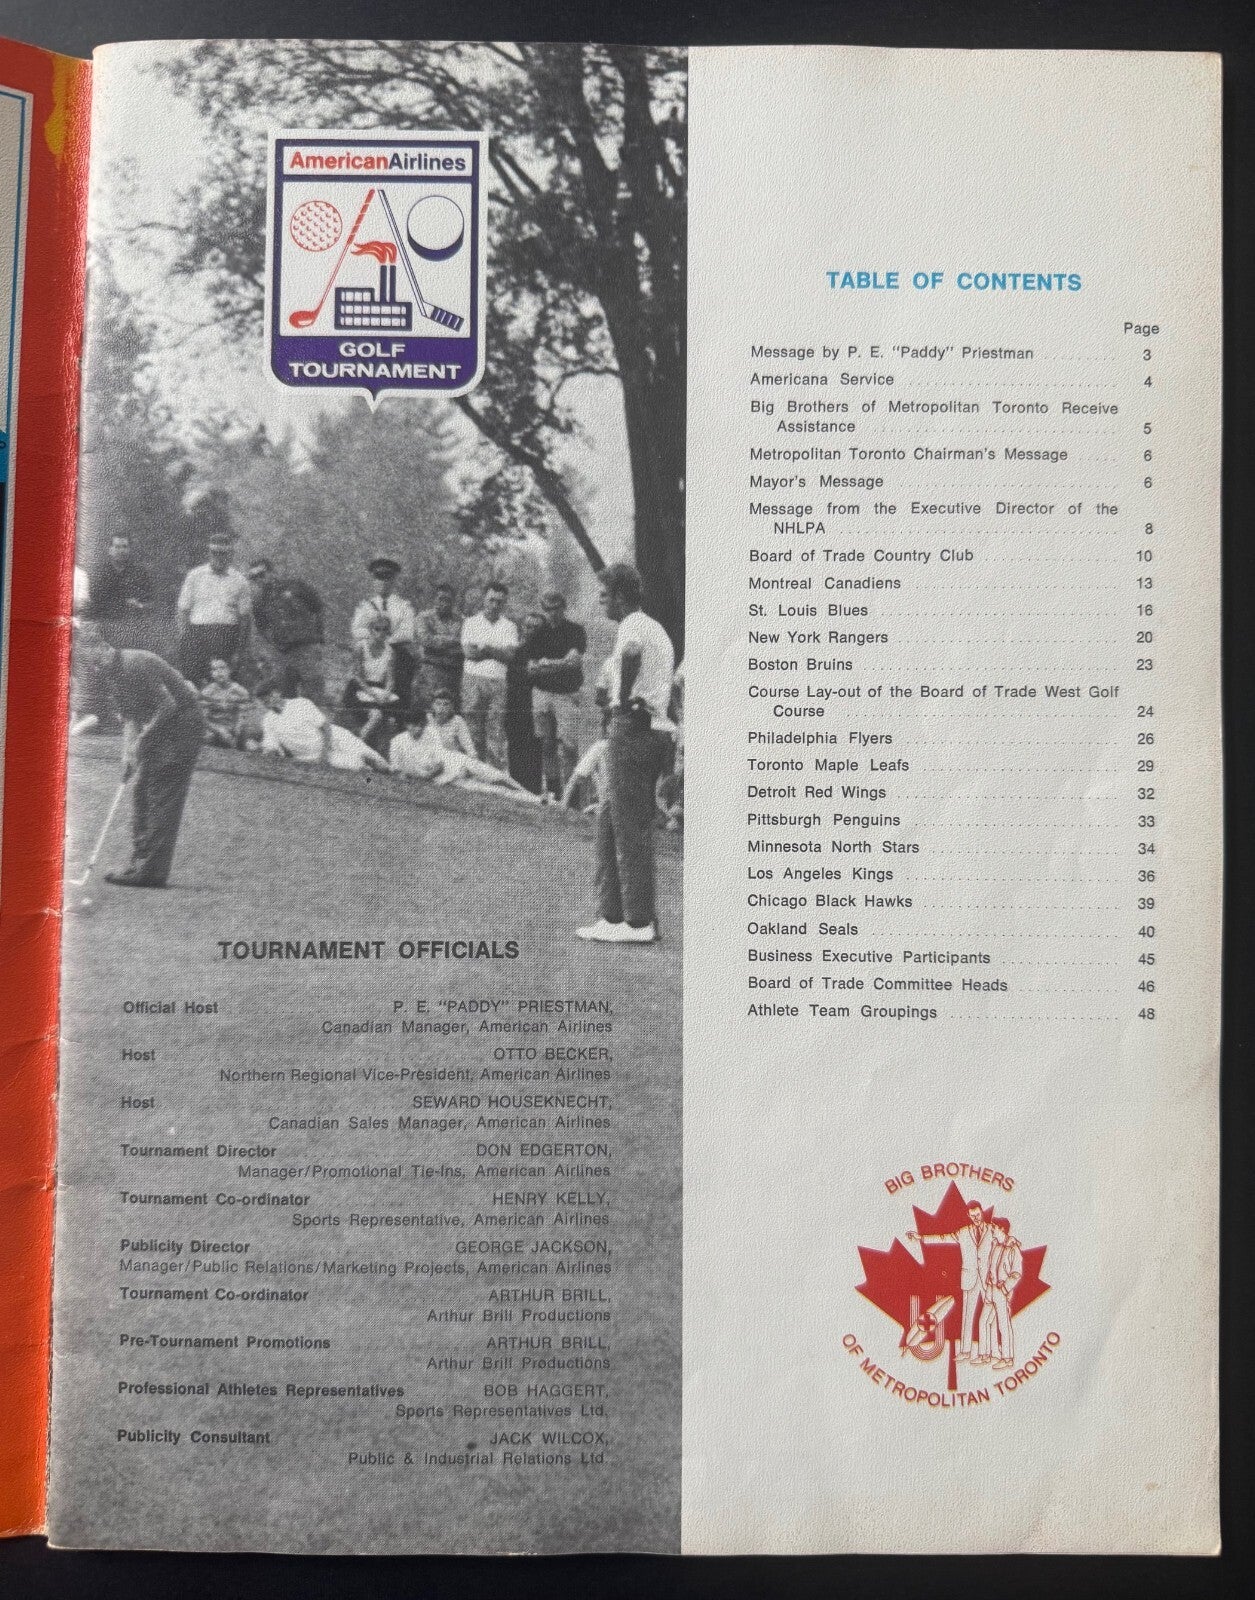 AmericanAirlines
GOLF
TOURNAMENT
TOURNAMENT OFFICIALS
Official Host P. E. "PADDY" PRIESTMAN,
Canadian Manager, American Airlines
Host OTTO BECKER,
Northern Regional Vice-President, American Airlines
Host SEWARD HOUSEKNECHT,
Canadian Sales Manager, American Airlines
Tournament Director DON EDGERTON,
Manager/Promotional Tie-Ins, American Airlines
Tournament Co-ordinator HENRY KELLY,
Sports Representative, American Airlines
Publicity Director GEORGE JACKSON,
Manager/Public Relations/Marketing Projects, American Airlines
Tournament Co-ordinator ARTHUR BRILL,
Arthur Brill Productions
Pre-Tournament Promotions ARTHUR BRILL,
Arthur Brill Productions
Professional Athletes Representatives BOB HAGGERT,
Sports Representatives Ltd.
Publicity Consultant JACK WILCOX,
Public & Industrial Relations Ltd.
TABLE OF CONTENTS
Page
Message by P. E. "Paddy" Priestman 3
Americana Service 4
Big Brothers of Metropolitan Toronto Receive
Assistance 5
Metropolitan Toronto Chairman's Message 6
Mayor's Message 6
Message from the Executive Director of the
NHLPA 8
Board of Trade Country Club 10
Montreal Canadiens 13
St. Louis Blues 16
New York Rangers 20
Boston Bruins 23
Course Lay-out of the Board of Trade West Golf
Course 24
Philadelphia Flyers 26
Toronto Maple Leafs 29
Detroit Red Wings 32
Pittsburgh Penguins 33
Minnesota North Stars 34
Los Angeles Kings 36
Chicago Black Hawks 39
Oakland Seals 40
Business Executive Participants 45
Board of Trade Committee Heads 46
Athlete Team Groupings 48
BIG BROTHERS
OF METROPOLITAN TORONTO